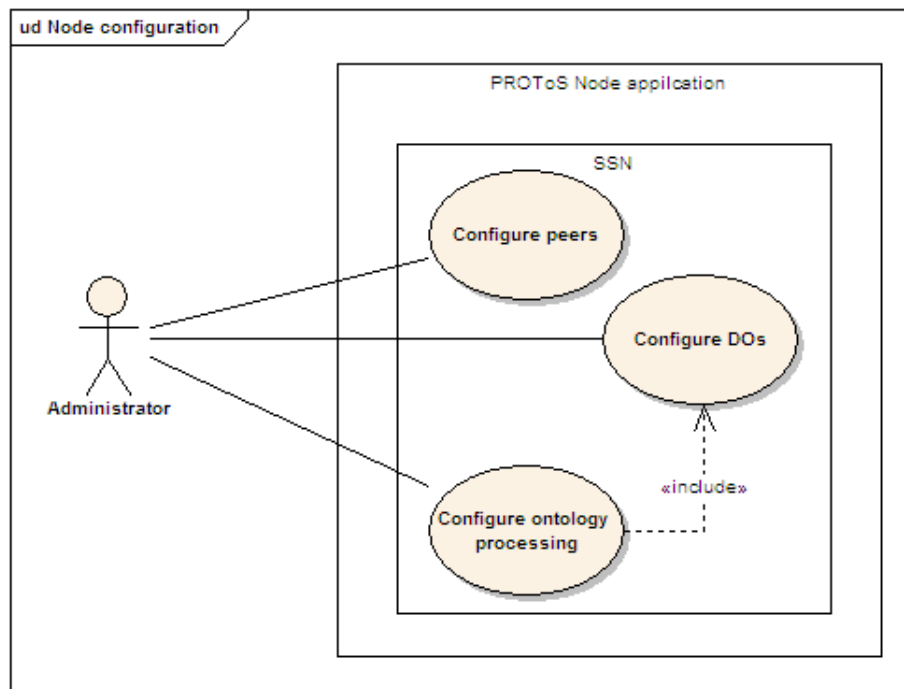 ud Node configuration
PROToS Node appilcation
SSN
Configure peers
Configure DOs
Administrator
«include»
Configure ontology
processing